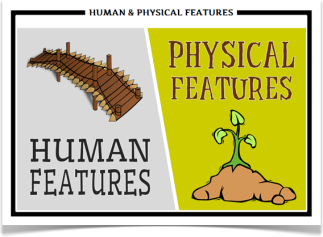 HUMAN & PHYSICAL FEATURES
HUMAN
FEATURES
PHYSICAL
FEATURES